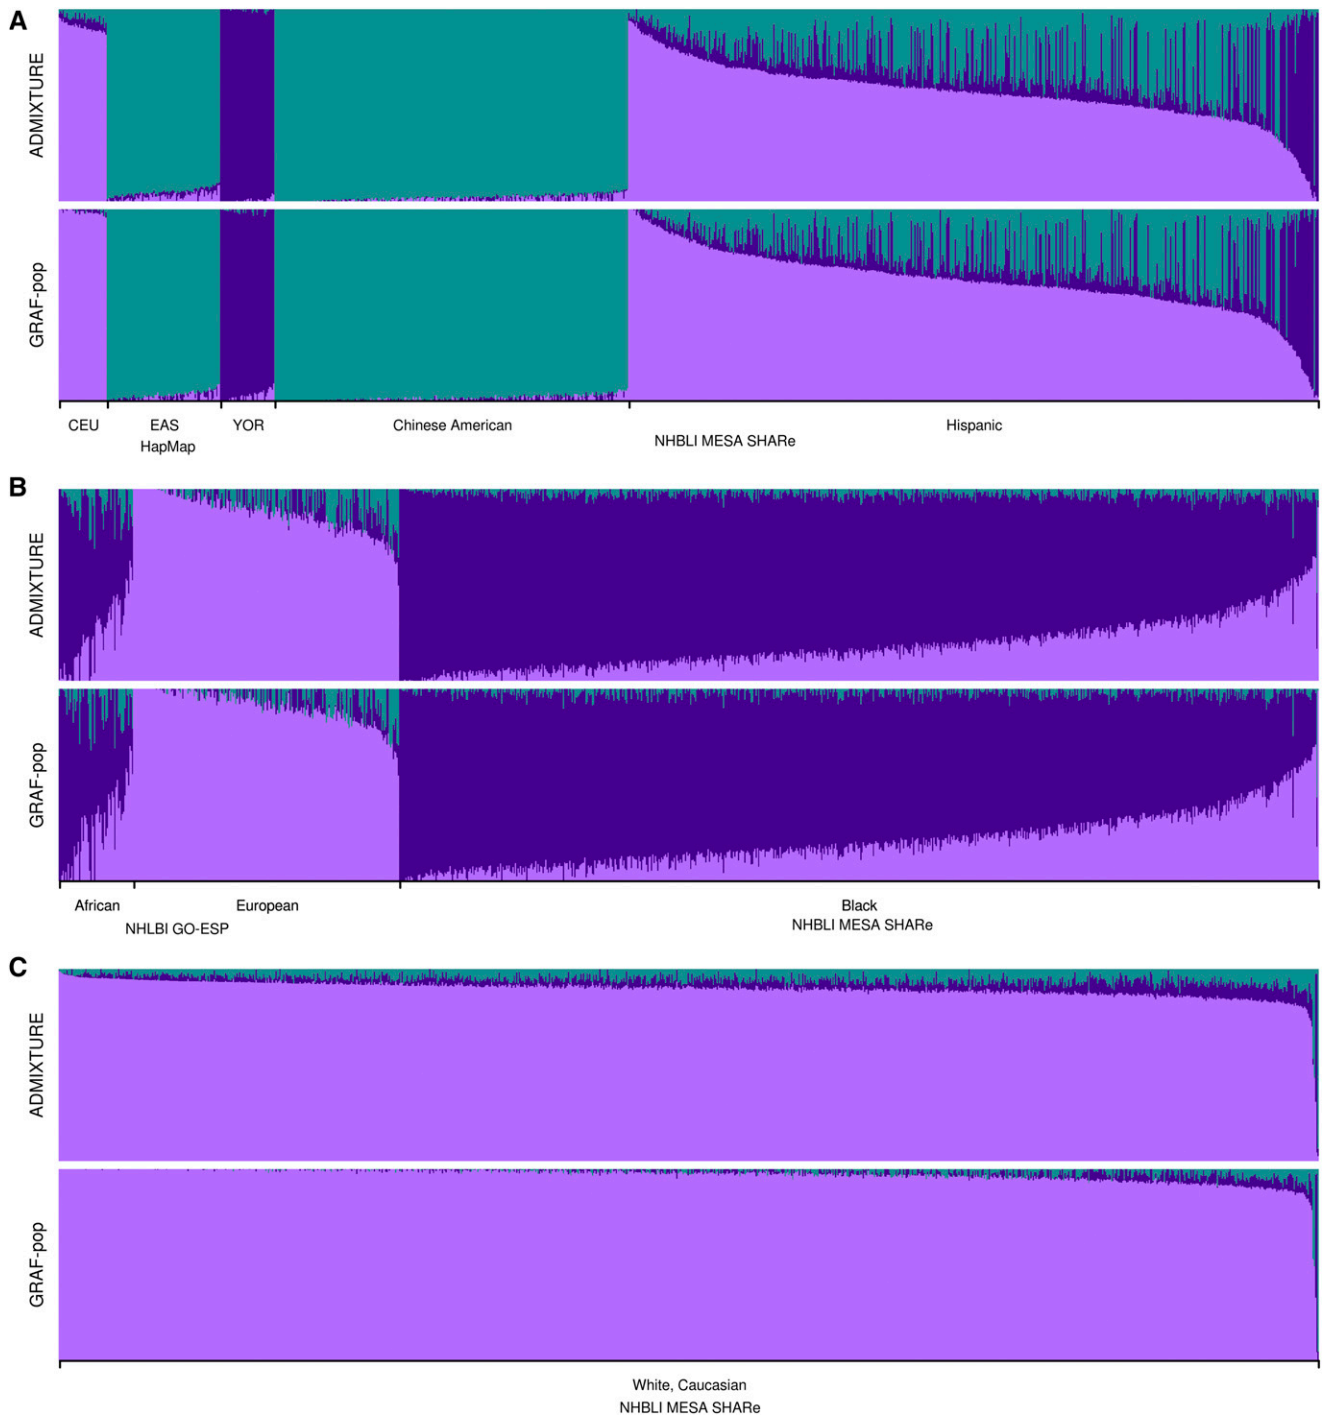 A
ADMIXTURE
GRAF-pop
CEU
EAS
YOR
Chinese American
Hispanic
HapMap
NHBLI MESA SHARe
B
ADMIXTURE
GRAF-pop
African
European
Black
NHLBI GO-ESP
NHBLI MESA SHARe
C
ADMIXTURE
GRAF-pop
White, Caucasian
NHBLI MESA SHARe